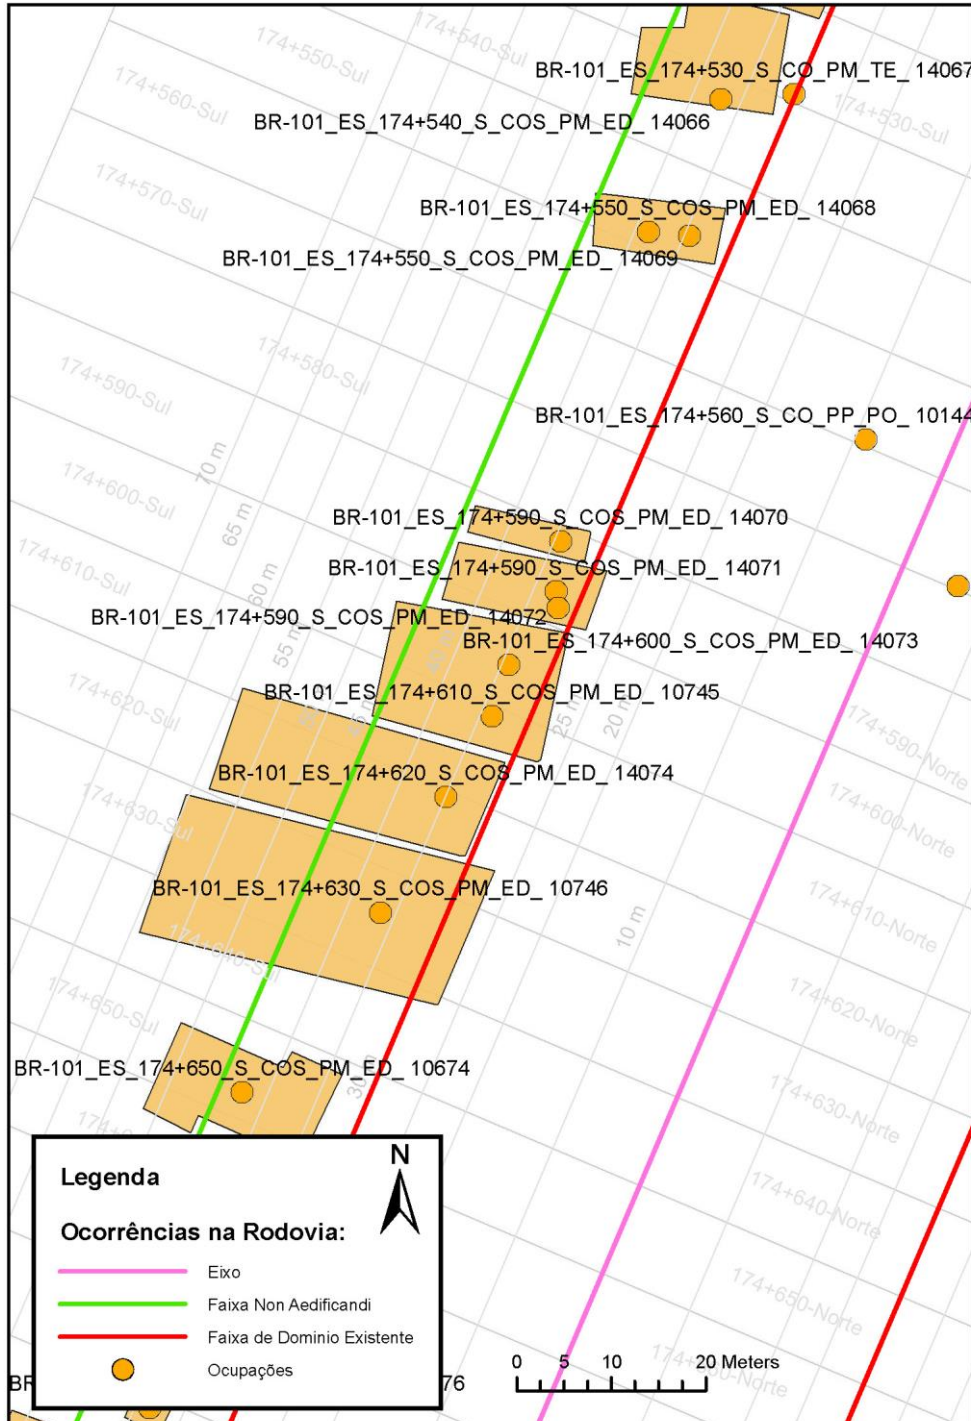 174+540-Sul
174+550-Sul
174+560-Sul
BR-101_ES_174+530_S_CO_PM_TE_ 14067
174+530-Sul
BR-101_ES_174+540_S_COS_PM_ED_ 14066
174+570-Sul
BR-101_ES_174+550_S_COS_PM_ED_ 14068
BR-101_ES_174+550_S_COS_PM_ED_ 14069
174+580-Sul
174+590-Sul
BR-101_ES_174+560_S_CO_PP_PO_ 10144
70 m
174+600-Sul
65 m
BR-101_ES_174+590_S_COS_PM_ED_ 14070
174+610-Sul
60 m
BR-101_ES_174+590_S_COS_PM_ED_ 14071
BR-101_ES_174+590_S_COS_PM_ED_ 14072
55 m
40 m
BR-101_ES_174+600_S_COS_PM_ED_ 14073
174+620-Sul
BR-101_ES_174+610_S_COS_PM_ED_ 10745
45 m
25 m
20 m
174+590-Norte
BR-101_ES_174+620_S_COS_PM_ED_ 14074
174+630-Sul
174+600-Norte
BR-101_ES_174+630_S_COS_PM_ED_ 10746
174+610-Norte
10 m
174+640-Sul
174+650-Sul
174+620-Norte
BR-101_ES_174+650_S_COS_PM_ED_ 10674
174+630-Norte
174+640-Norte
174+650-Norte
Legenda
N
Ocorrências na Rodovia:
Eixo
Faixa Non Aedificandi
Faixa de Dominio Existente
Ocupações
0 5 10 20 Meters
BR
76